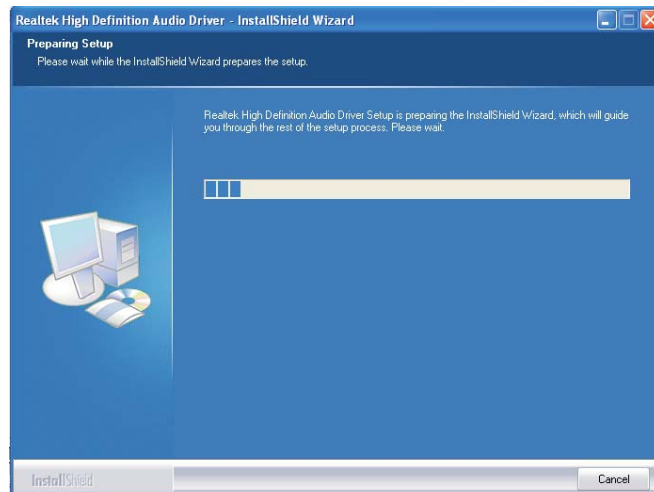 Realtek High Definition Audio Driver - InstallShield Wizard
Preparing Setup
Please wait while the InstallShield Wizard prepares the setup.
Realtek High Definition Audio Driver Setup is preparing the InstallShield Wizard, which will guide
you through the rest of the setup process. Please wait.
InstallShield
Cancel